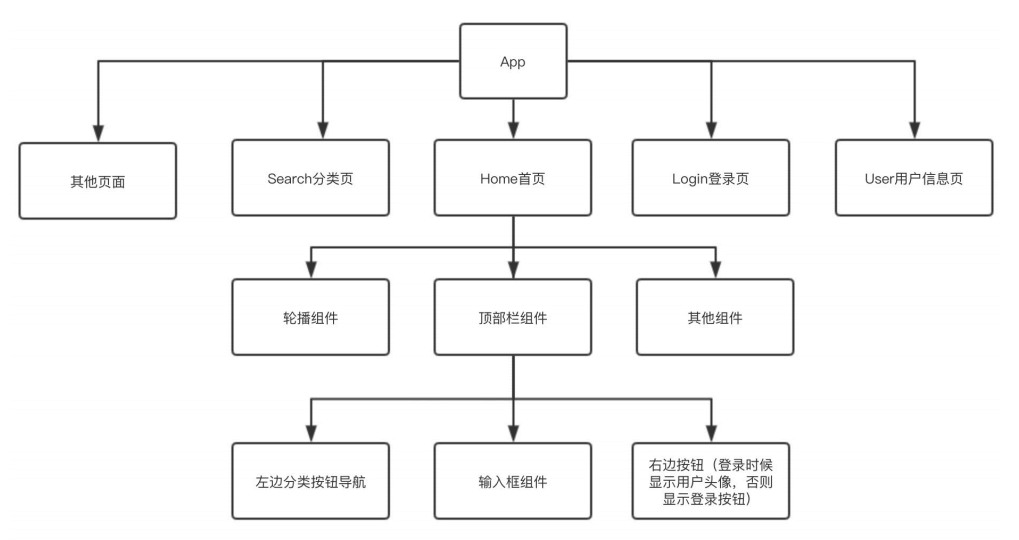 App
其他页面
Search分类页
Home首页
Login登录页
User用户信息页
轮播组件
顶部栏组件
其他组件
左边分类按钮导航
输入框组件
右边按钮（登录时候
显示用户头像，否则
显示登录按钮）